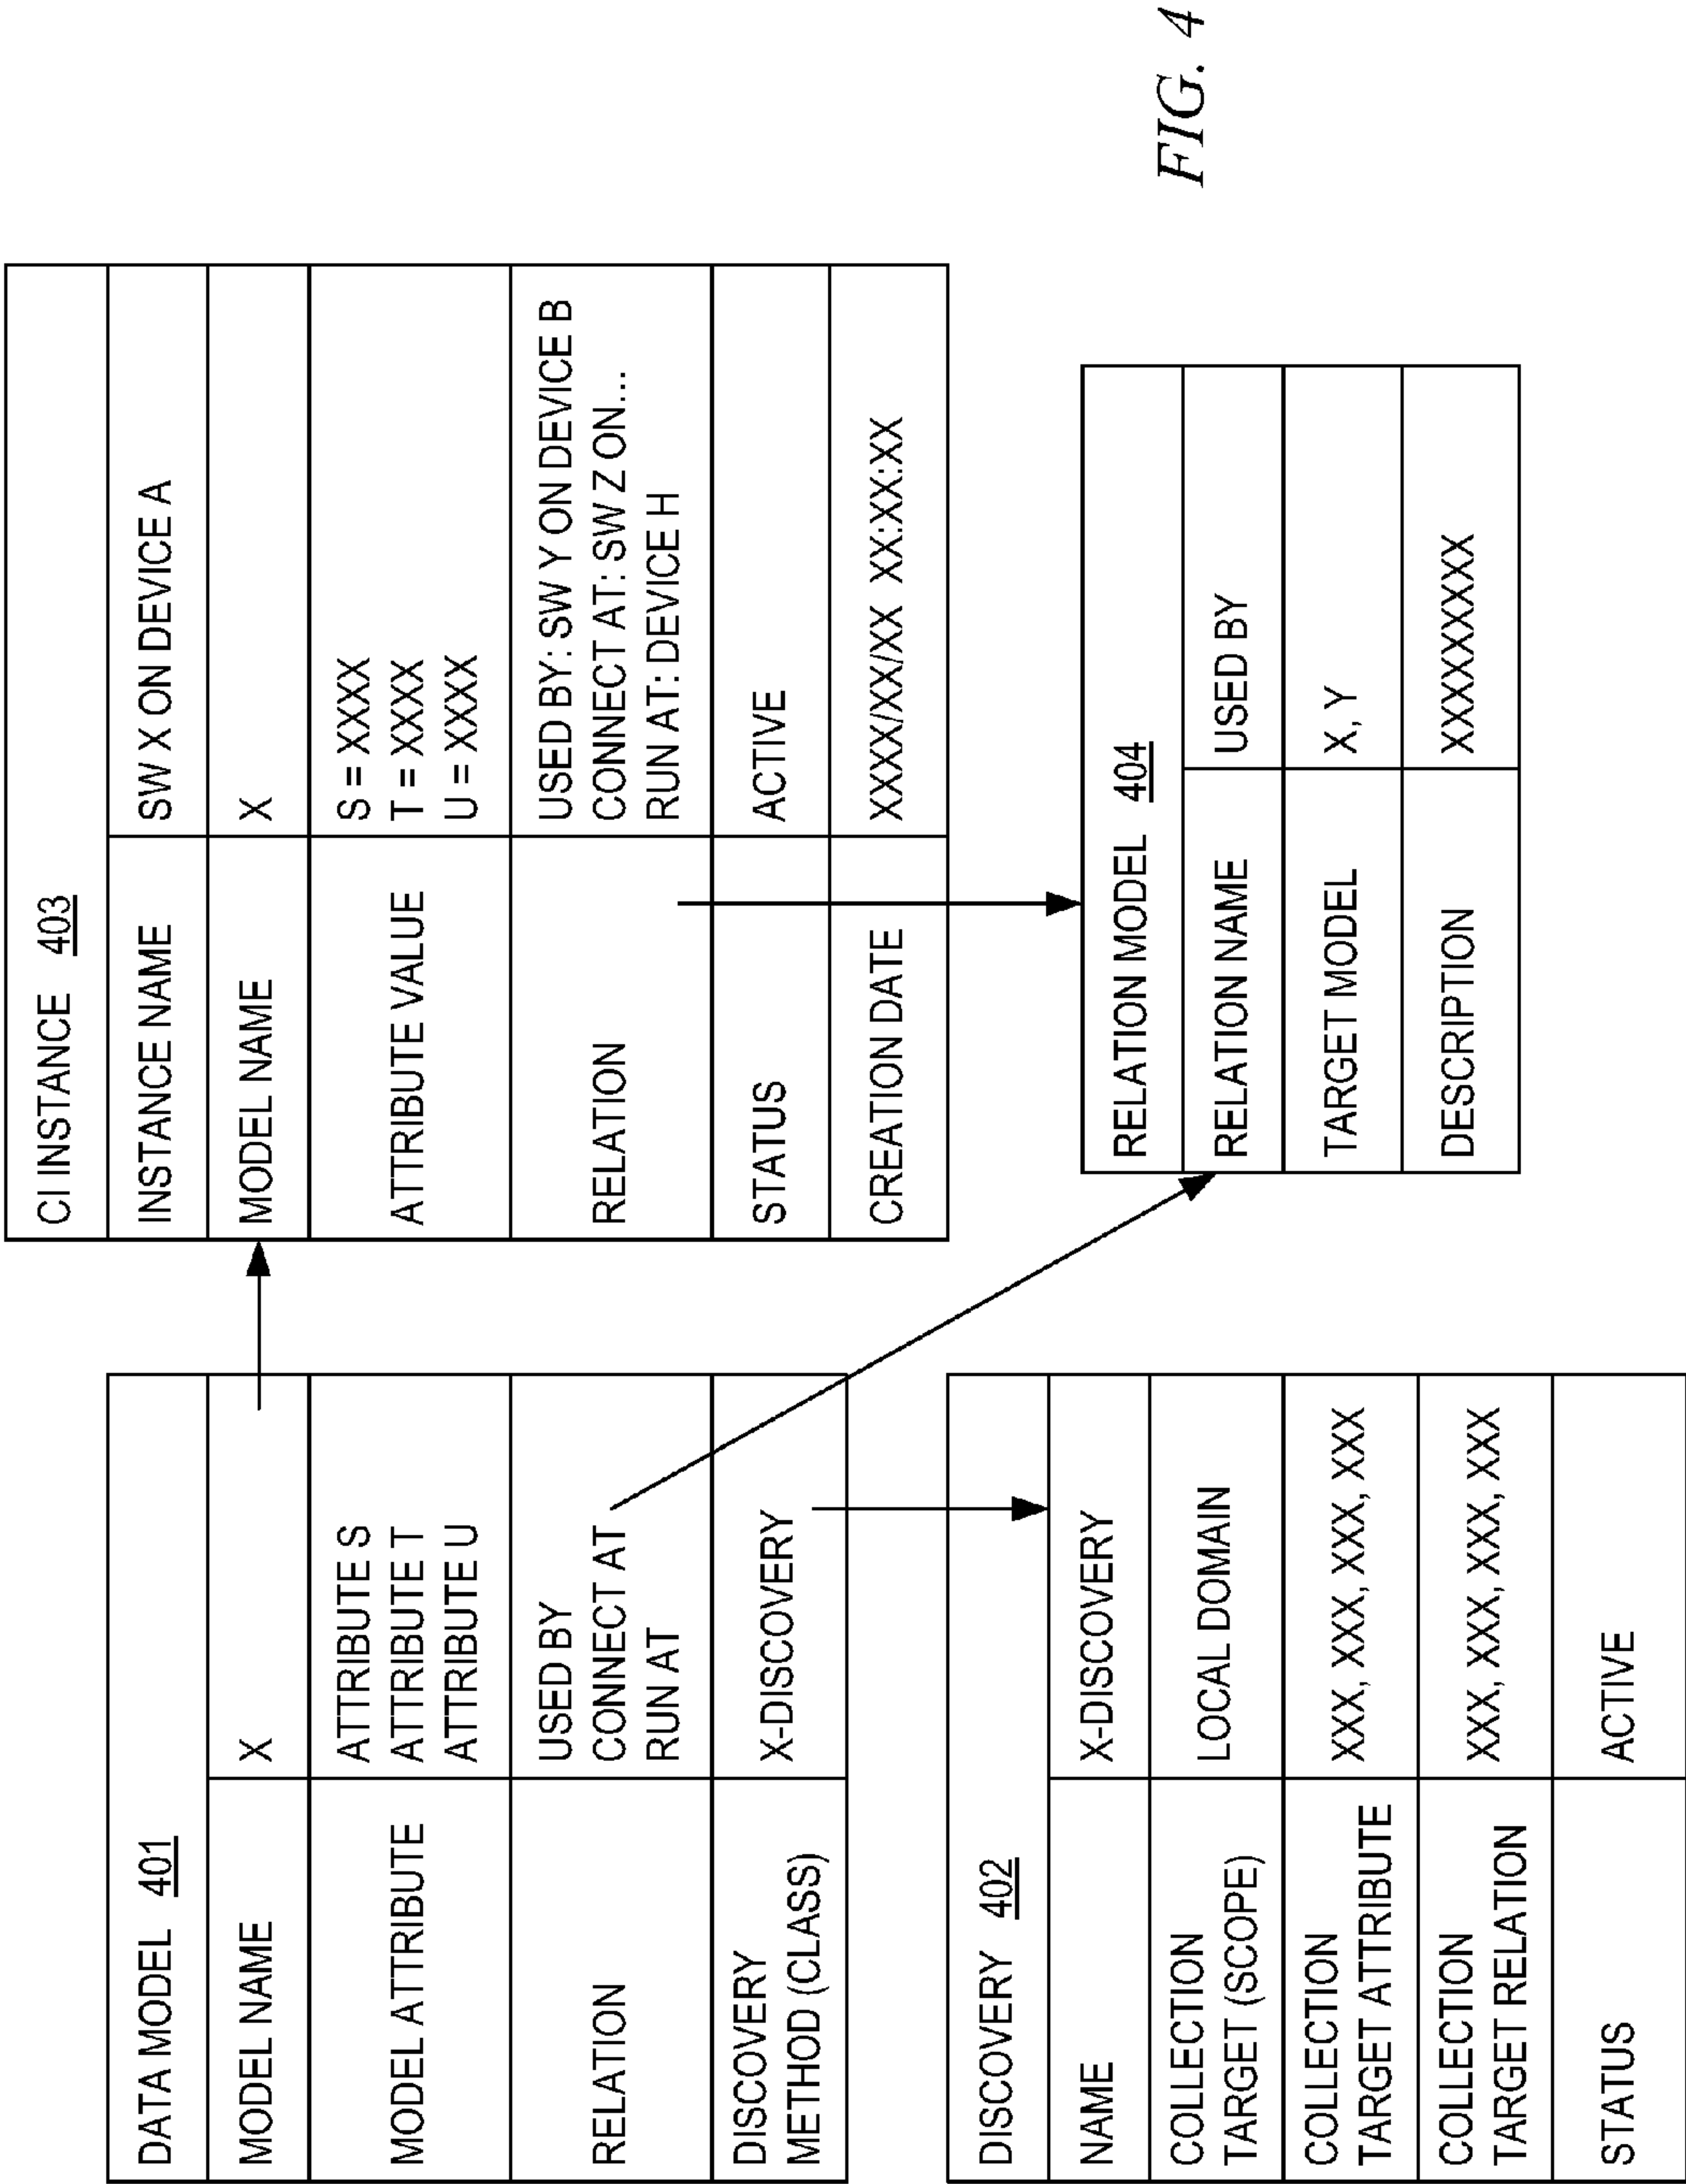 DATA MODEL 401
MODEL NAME X
MODEL ATTRIBUTE
ATTRIBUTE S
ATTRIBUTE T
ATTRIBUTE U
RELATION
USED BY
CONNECT AT
RUN AT
DISCOVERY
METHOD (CLASS)
X-DISCOVERY
DISCOVERY 402
NAME X-DISCOVERY
COLLECTION
TARGET (SCOPE)
LOCAL DOMAIN
COLLECTION
TARGET ATTRIBUTE
XXX, XXX, XXX, XXX
COLLECTION
TARGET RELATION
XXX, XXX, XXX, XXX
STATUS ACTIVE
CI INSTANCE 403
INSTANCE NAME SW X ON DEVICE A
MODEL NAME X
ATTRIBUTE VALUE
S = XXXX
T = XXXX
U = XXXX
RELATION
USED BY: SW Y ON DEVICE B
CONNECT AT: SW Z ON...
RUN AT: DEVICE H
STATUS ACTIVE
CREATION DATE XXXX/XX/XX XX:XX:XX
RELATION MODEL 404
RELATION NAME USED BY
TARGET MODEL X, Y
DESCRIPTION XXXXXXXXX
FIG. 4